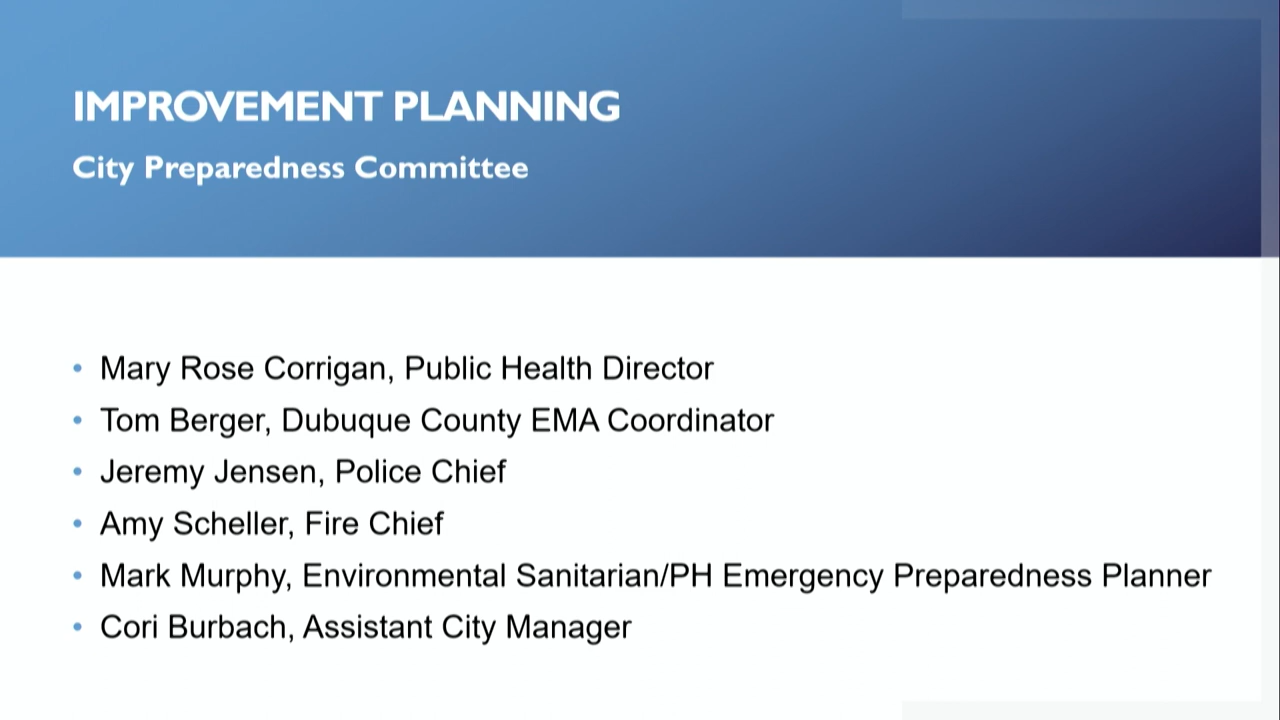 IMPROVEMENT PLANNING
City Preparedness Committee
• Mary Rose Corrigan, Public Health Director
• Tom Berger, Dubuque County EMA Coordinator
• Jeremy Jensen, Police Chief
• Amy Scheller, Fire Chief
• Mark Murphy, Environmental Sanitarian/PH Emergency Preparedness Planner
• Cori Burbach, Assistant City Manager